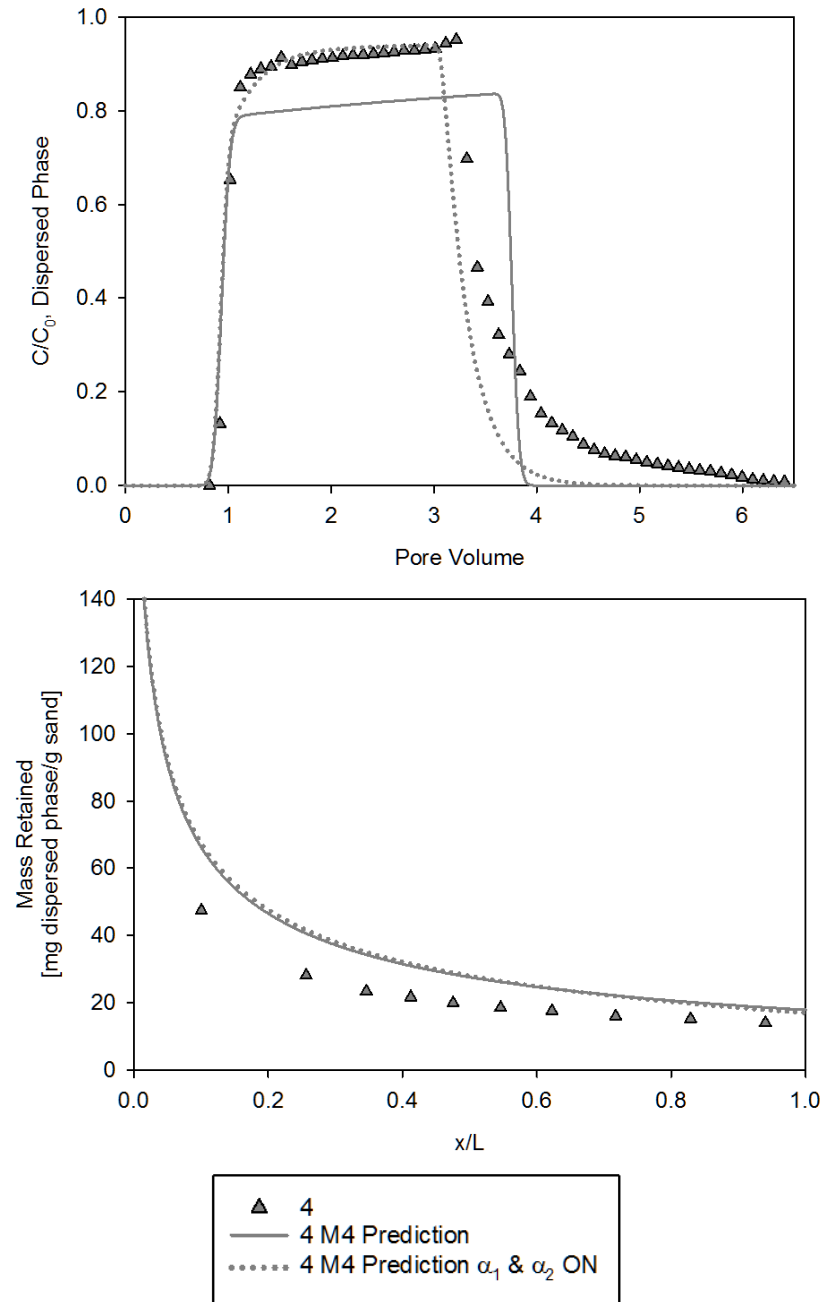 1.0
0.8
0.6
0.4
0.2
0.0
C/C₀, Dispersed Phase
0 1 2 3 4 5 6
Pore Volume
140
120
100
80
60
40
20
0
Mass Retained
[mg dispersed phase/g sand]
0.0 0.2 0.4 0.6 0.8 1.0
x/L
4
4 M4 Prediction
4 M4 Prediction α₁ & α₂ ON